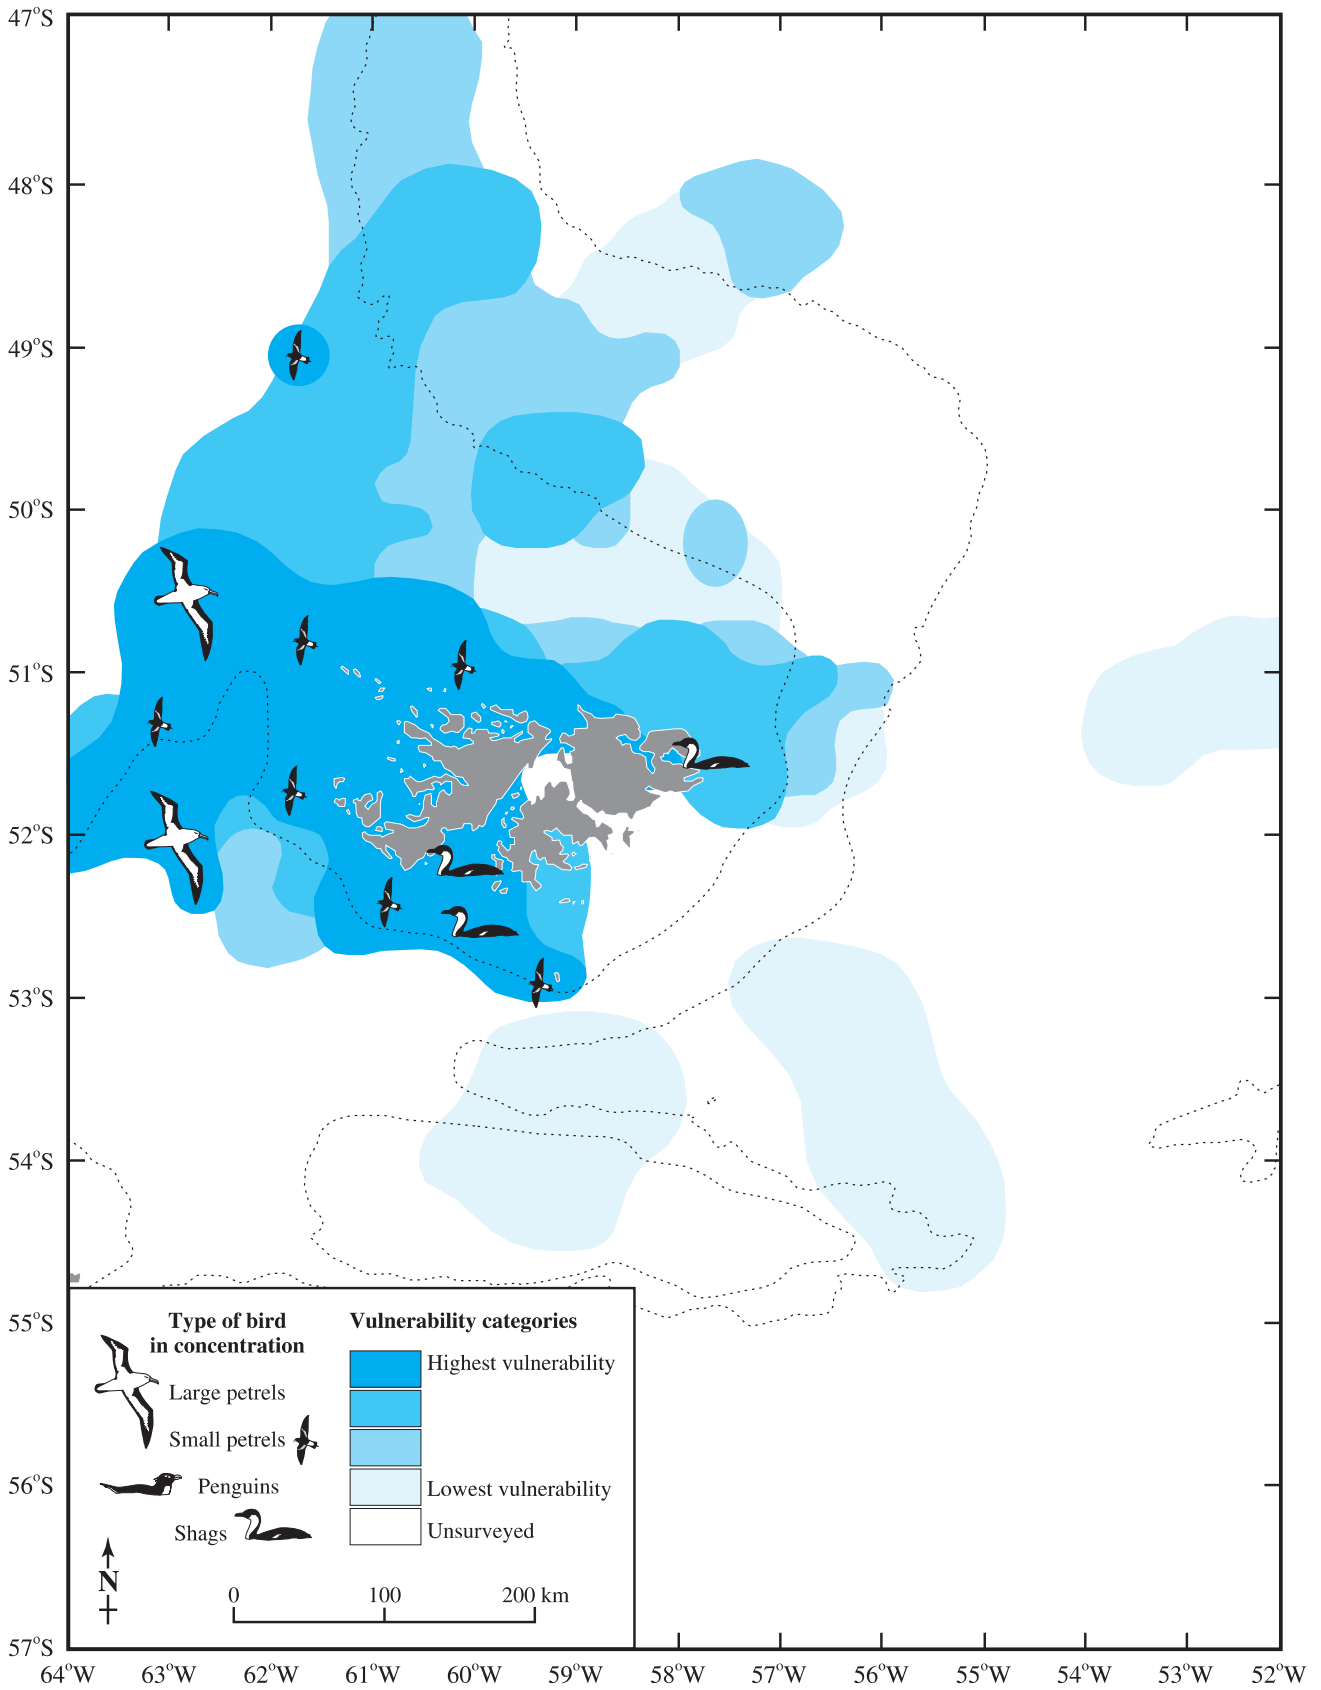 47°S
48°S
49°S
50°S
51°S
52°S
53°S
54°S
55°S
56°S
57°S
Type of bird
in concentration
Large petrels
Small petrels
Penguins
Shags
N
Vulnerability categories
Highest vulnerability
Lowest vulnerability
Unsurveyed
0 100 200 km
64°W 63°W 62°W 61°W 60°W 59°W 58°W 57°W 56°W 55°W 54°W 53°W 52°W